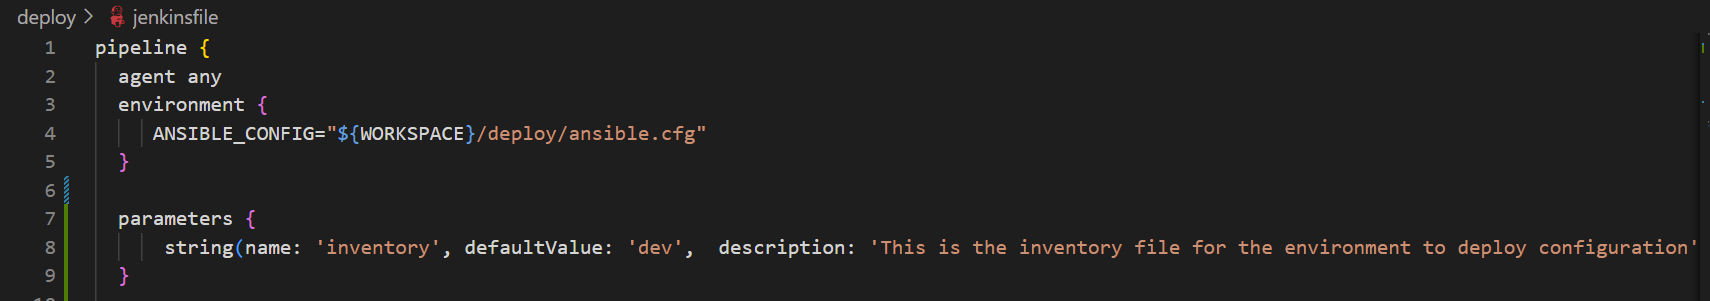 deploy > jenkinsfile
1 pipeline {
2 agent any
3 environment {
4 ANSIBLE_CONFIG="${WORKSPACE}/deploy/ansible.cfg"
5 }
6
7 parameters {
8 string(name: 'inventory', defaultValue: 'dev',  description: 'This is the inventory file for the environment to deploy configuration'
9 }